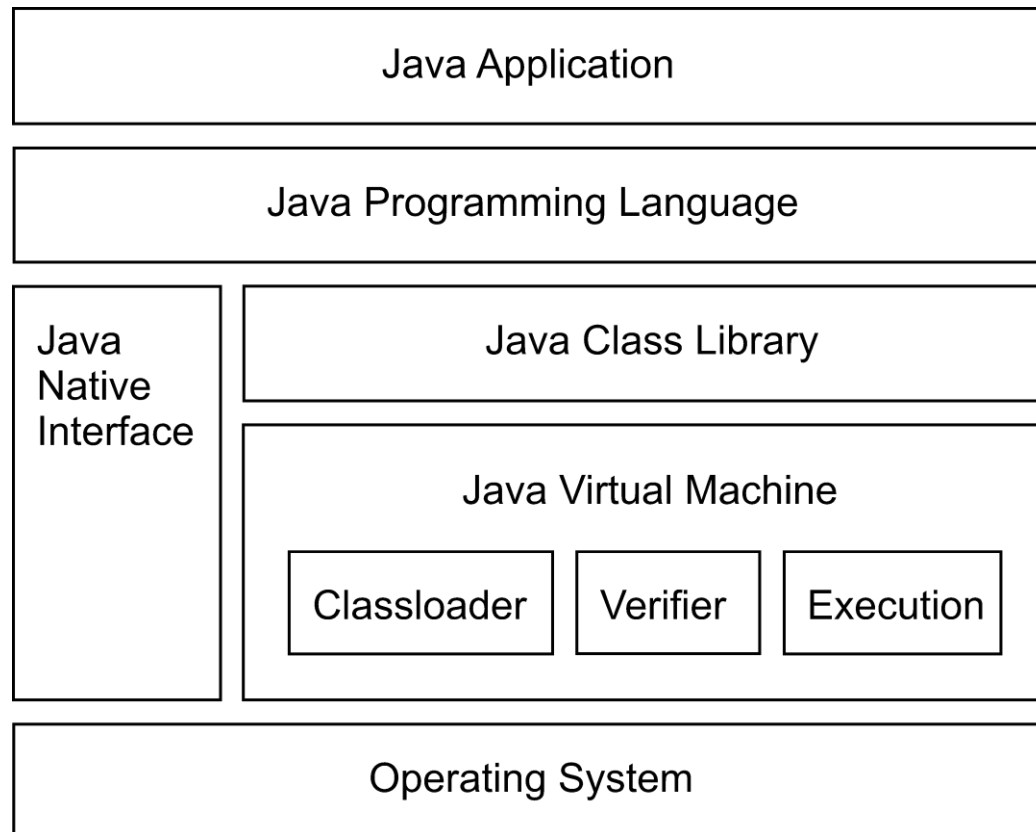 Java Application
Java Programming Language
Java
Native
Interface
Java Class Library
Java Virtual Machine
Classloader
Verifier
Execution
Operating System